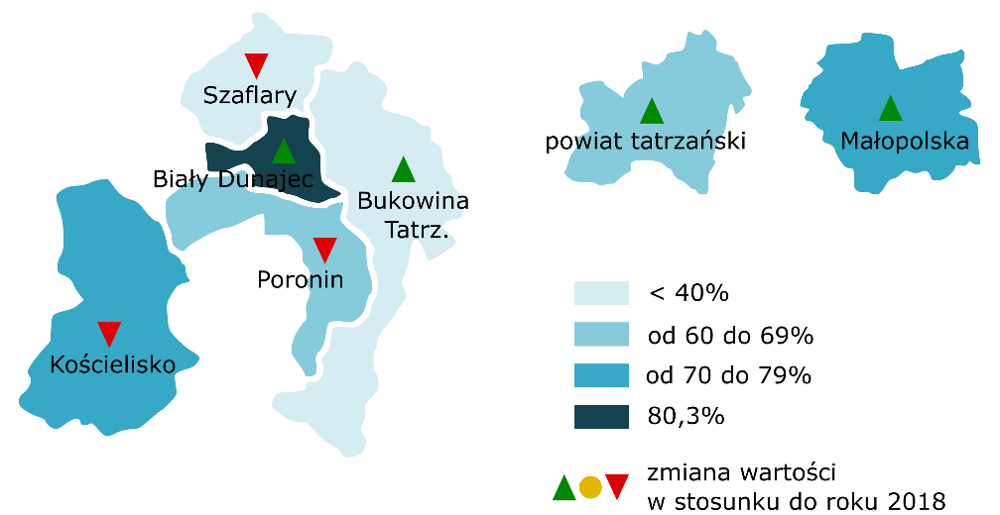 Szaflary
Biały Dunajec
Bukowina
Tatrz.
Poronin
Kościelisko
powiat tatrzański
Małopolska
< 40%
od 60 do 69%
od 70 do 79%
80,3%
zmiana wartości
w stosunku do roku 2018